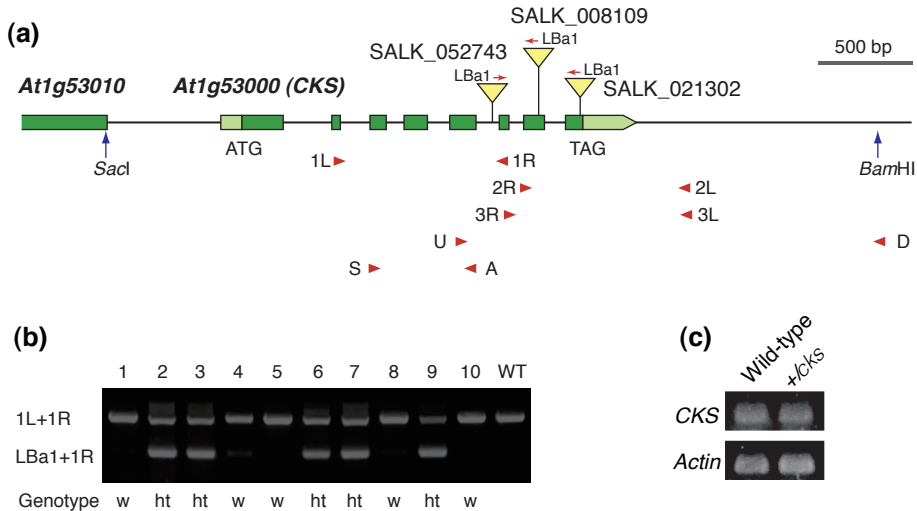 (a)
SALK_008109
LBa1
SALK_052743
LBa1
LBa1
SALK_021302
500 bp
At1g53010
At1g53000 (CKS)
ATG
TAG
SacI
BamHI
1L
1R
2R
2L
3R
3L
U
D
S
A
(b)
1 2 3 4 5 6 7 8 9 10 WT
1L+1R
LBa1+1R
Genotype w ht ht w w ht ht w ht w
(c)
Wild-type
+/cks
CKS
Actin